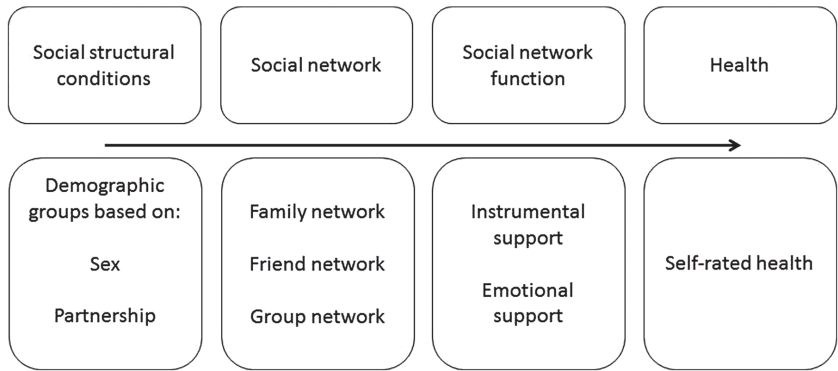 Social structural
conditions
Social network
Social network
function
Health
Demographic
groups based on:
Sex
Partnership
Family network
Friend network
Group network
Instrumental
support
Emotional
support
Self-rated health